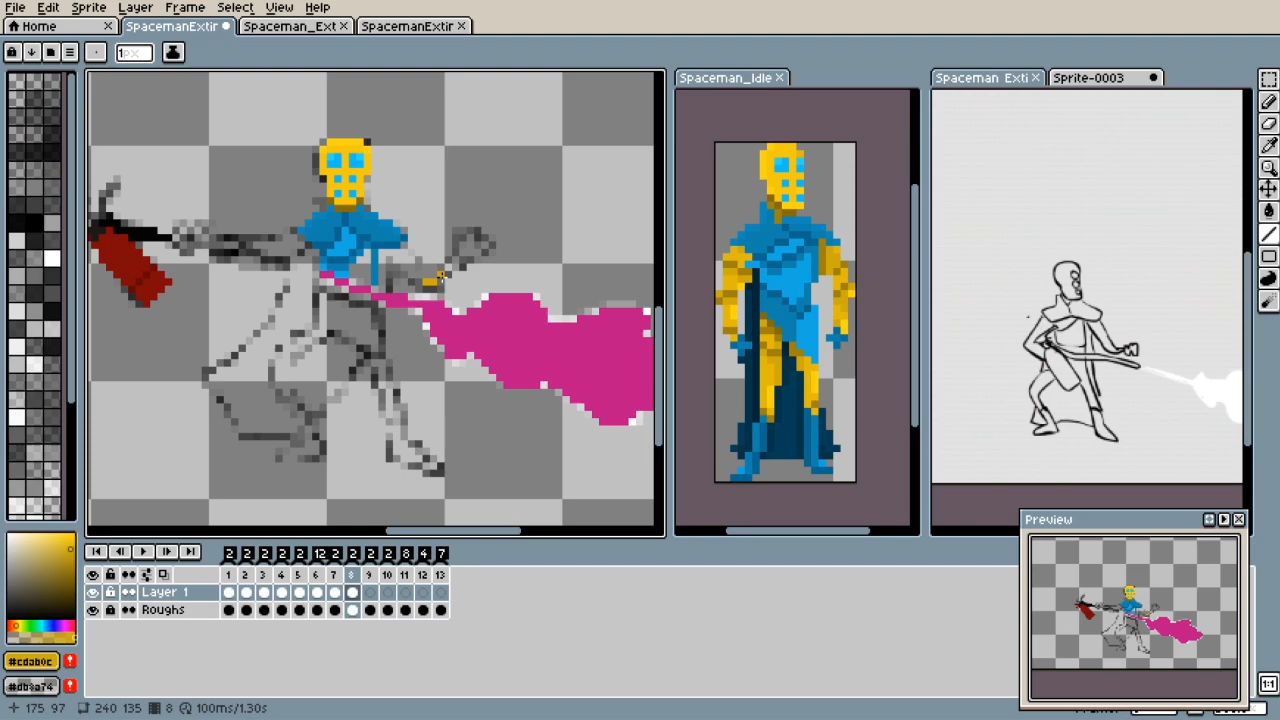 File Edit Sprite Layer Frame Select View Help
Home SpacemanExtir Spaceman_Ext SpacemanExtir
1px
Spaceman_Idle Spaceman Exti Sprite-0003
Preview
2 2 2 2 2 12 2 2 2 2 8 4 7
1 2 3 4 5 6 7 8 9 10 11 12 13
Layer 1
Roughs
#cdab0c
175 97 240 135 8 100ms/1.30s
1:1